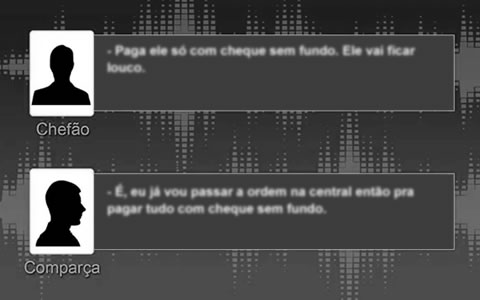 - Paga ele só com cheque sem fundo. Ele vai ficar
louco.
Chefão
- É, eu já vou passar a ordem na central então pra
pagar tudo com cheque sem fundo.
Comparça